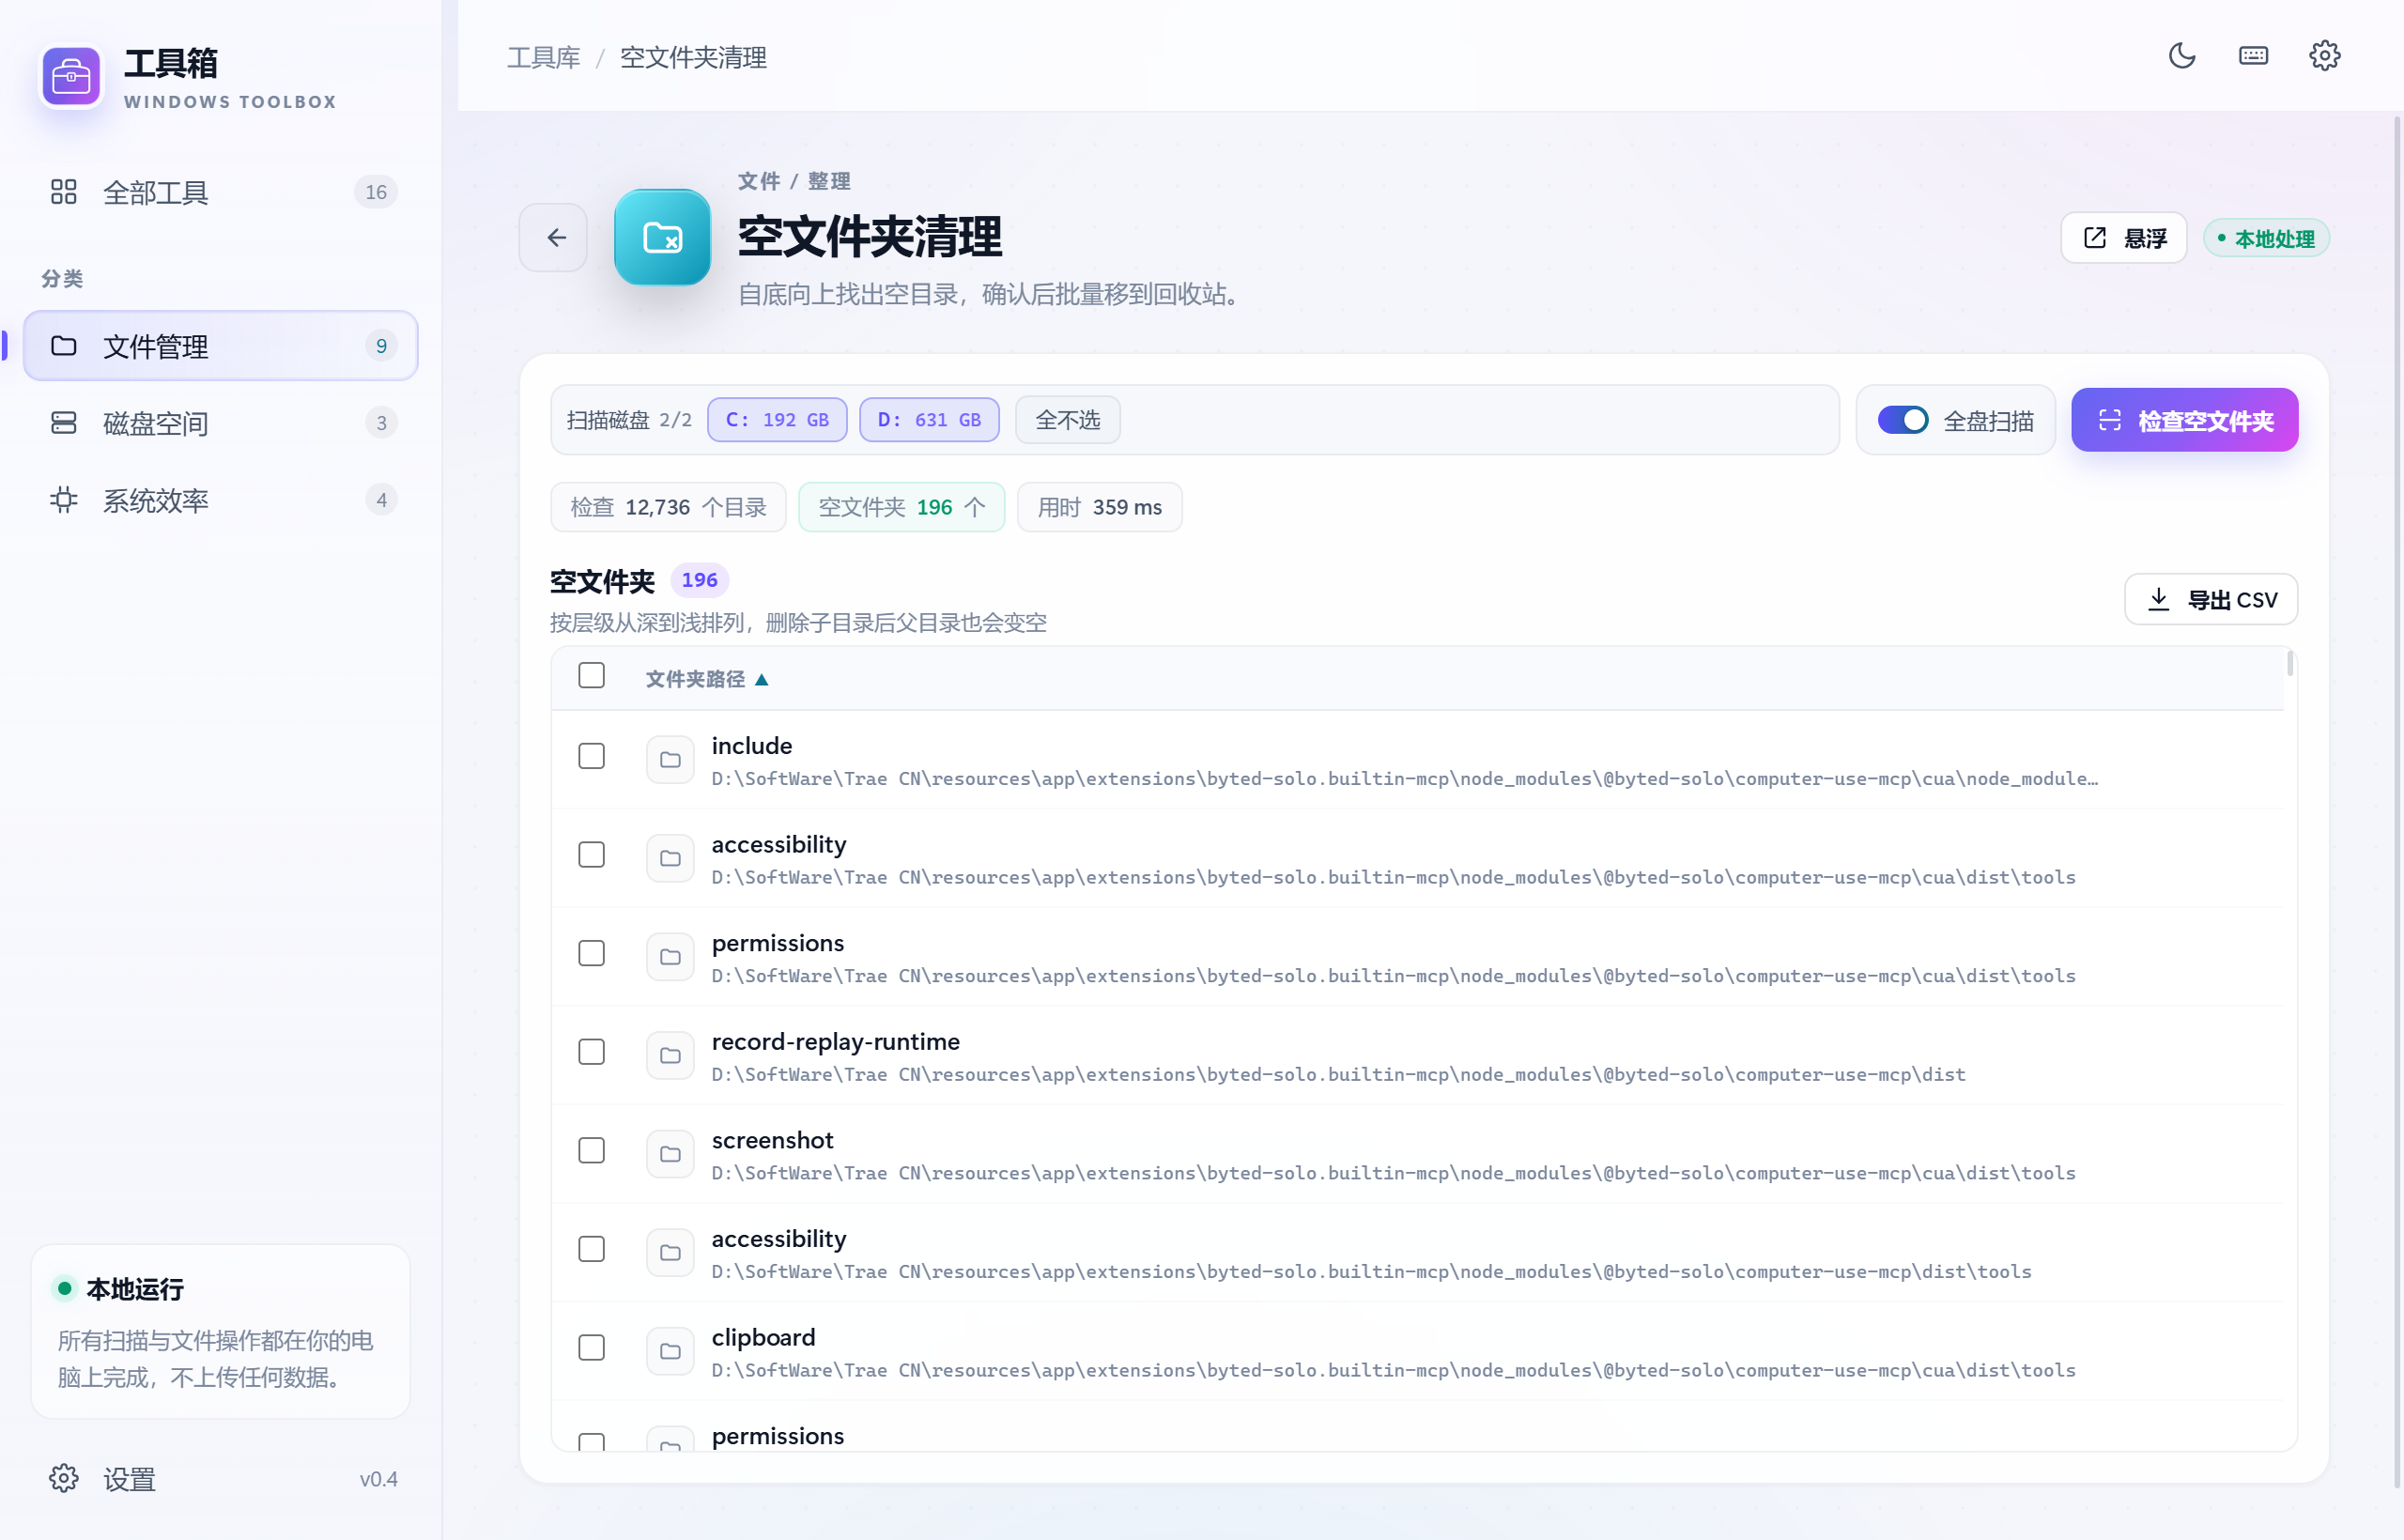 工具箱
WINDOWS TOOLBOX
全部工具 16
分类
文件管理 9
磁盘空间 3
系统效率 4
本地运行
所有扫描与文件操作都在你的电
脑上完成，不上传任何数据。
设置 v0.4
工具库 / 空文件夹清理
文件 / 整理
空文件夹清理
自底向上找出空目录，确认后批量移到回收站。
悬浮 本地处理
扫描磁盘 2/2 C: 192 GB D: 631 GB 全不选 全盘扫描 检查空文件夹
检查 12,736 个目录 空文件夹 196 个 用时 359 ms
空文件夹 196
按层级从深到浅排列，删除子目录后父目录也会变空
导出 CSV
文件夹路径 ▲
include
D:\SoftWare\Trae CN\resources\app\extensions\byted-solo.builtin-mcp\node_modules\@byted-solo\computer-use-mcp\cua\node_module…
accessibility
D:\SoftWare\Trae CN\resources\app\extensions\byted-solo.builtin-mcp\node_modules\@byted-solo\computer-use-mcp\cua\dist\tools
permissions
D:\SoftWare\Trae CN\resources\app\extensions\byted-solo.builtin-mcp\node_modules\@byted-solo\computer-use-mcp\cua\dist\tools
record-replay-runtime
D:\SoftWare\Trae CN\resources\app\extensions\byted-solo.builtin-mcp\node_modules\@byted-solo\computer-use-mcp\dist
screenshot
D:\SoftWare\Trae CN\resources\app\extensions\byted-solo.builtin-mcp\node_modules\@byted-solo\computer-use-mcp\cua\dist\tools
accessibility
D:\SoftWare\Trae CN\resources\app\extensions\byted-solo.builtin-mcp\node_modules\@byted-solo\computer-use-mcp\dist\tools
clipboard
D:\SoftWare\Trae CN\resources\app\extensions\byted-solo.builtin-mcp\node_modules\@byted-solo\computer-use-mcp\cua\dist\tools
permissions